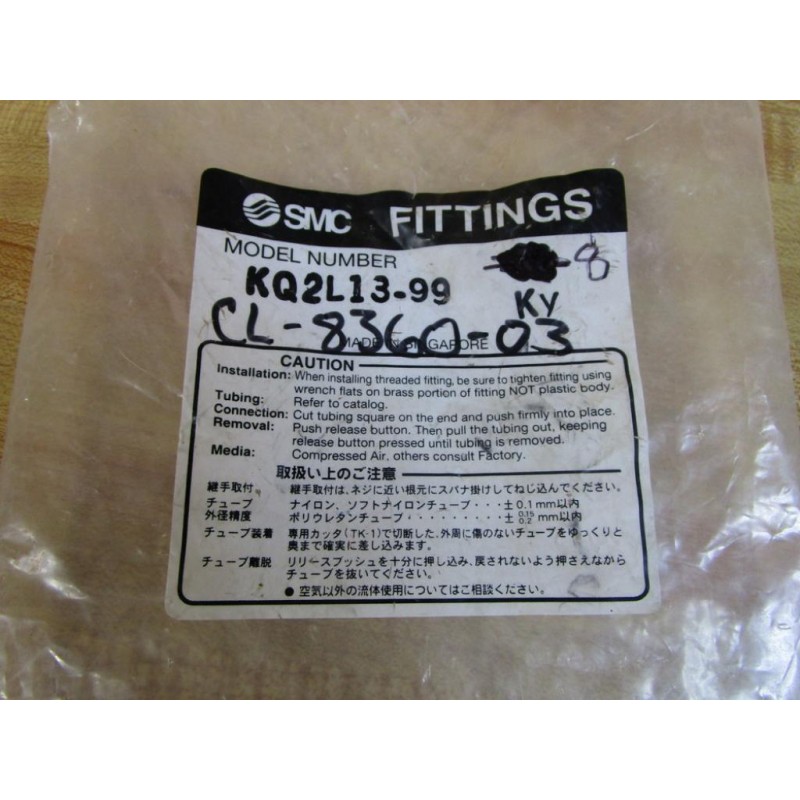 SMC FITTINGS
MODEL NUMBER
8
KQ2L13-99
KY
CL-8360-03
MADE IN SINGAPORE
CAUTION
Installation: When installing threaded fitting, be sure to tighten fitting using
wrench flats on brass portion of fitting NOT plastic body.
Tubing: Refer to catalog.
Connection: Cut tubing square on the end and push firmly into place.
Removal: Push release button. Then pull the tubing out, keeping
release button pressed until tubing is removed.
Media: Compressed Air, others consult Factory.
取扱い上のご注意
継手取付 継手取付は、ネジに近い根元にスパナ掛けしてねじ込んでください。
チューブ ナイロン、ソフトナイロンチューブ・・・± 0.1 mm以内
外径精度 ポリウレタンチューブ・・・・・・・・・± 0.15/0.2 mm以内
チューブ装着 専用カッタ(TK-1)で切断した、外周に傷のないチューブをゆっくりと
奥まで確実に差し込みます。
チューブ離脱 リリースブッシュを十分に押し込み、戻されないよう押さえながら
チューブを抜いてください。
● 空気以外の流体使用についてはご相談ください。